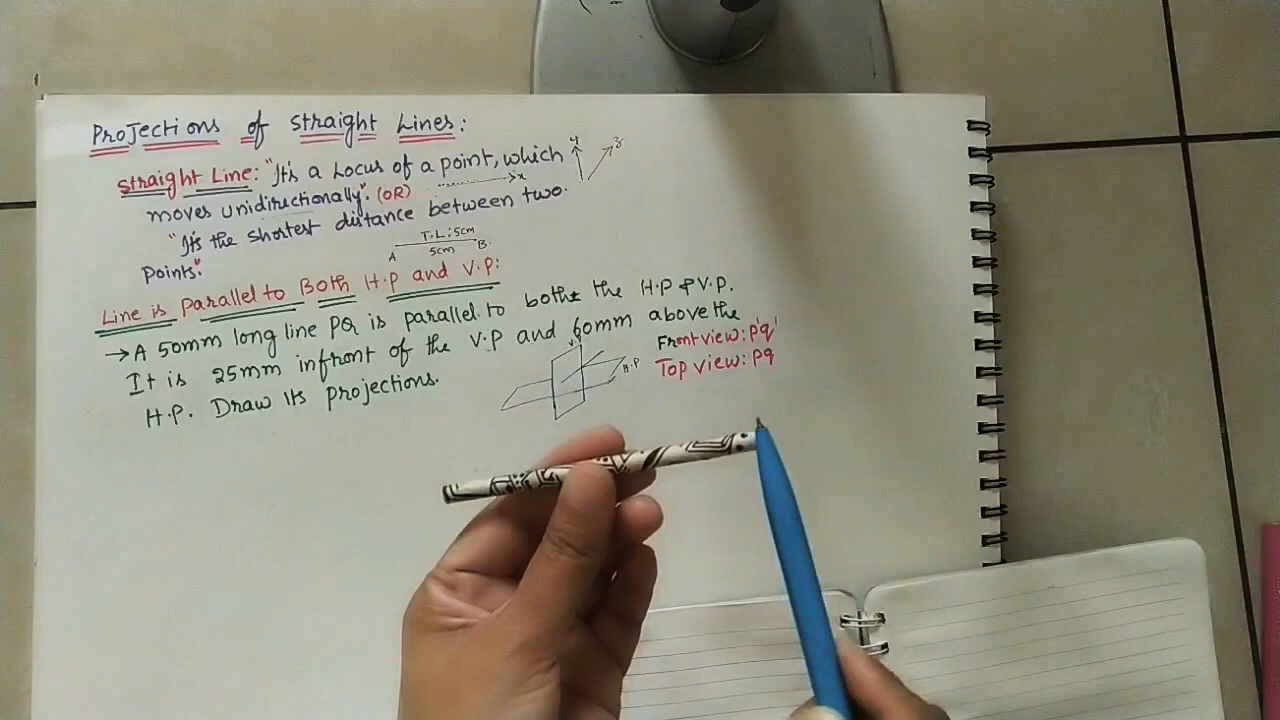 Projections of straight Lines:
straight Line: "It's a Locus of a point, which
moves unidirectionally". (OR)
"It's the shortest distance between two
points."
y z
x
T.L:5cm
A 5cm B.
Line is parallel to Both H.P and V.P:
→ A 50mm long line PQ is parallel to both the H.P & V.P.
It is 25mm infront of the V.P and 60mm above the
H.P. Draw its projections.
H.P
Front view: p'q'
Top view: pq